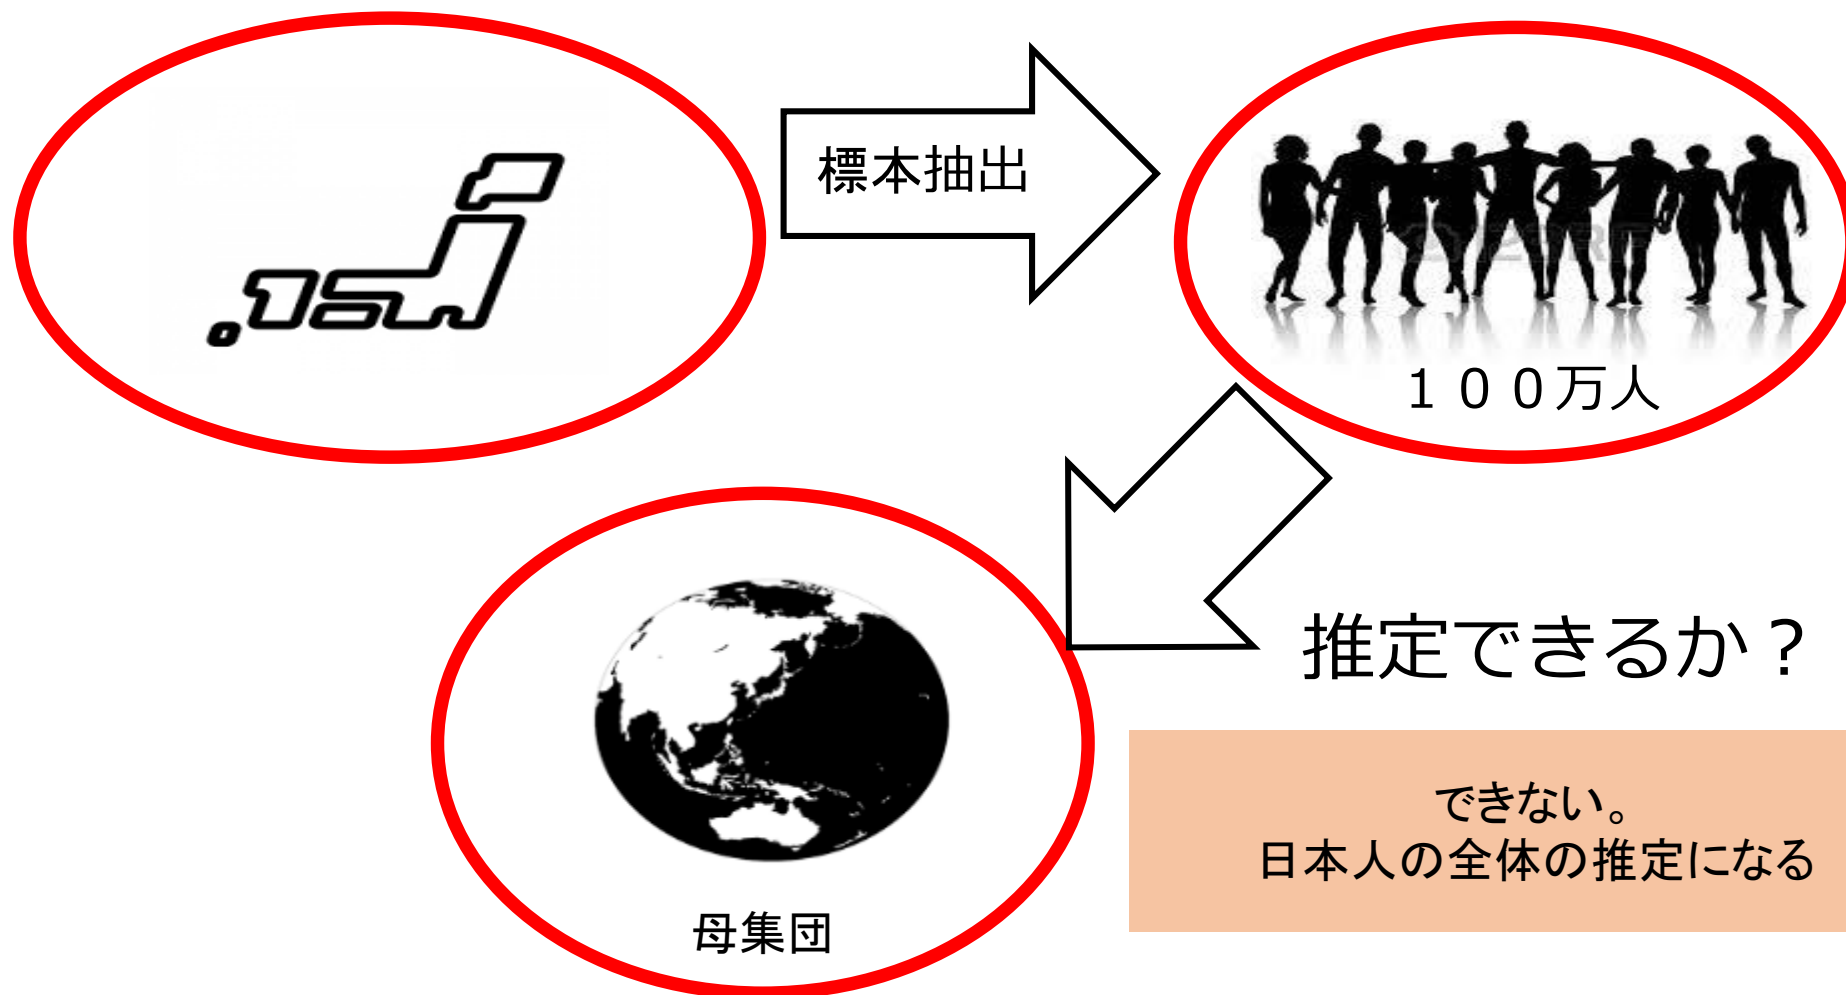 標本抽出
１００万人
推定できるか？
できない。
日本人の全体の推定になる
母集団